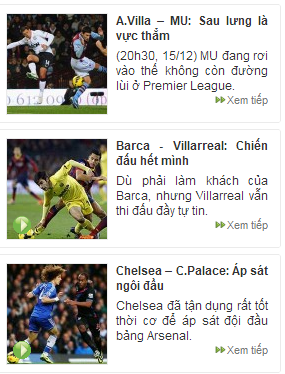 A.Villa – MU: Sau lưng là
vực thẳm
(20h30, 15/12) MU đang rơi
vào thế không còn đường
lùi ở Premier League.
Xem tiếp
Barca - Villarreal: Chiến
đấu hết mình
Dù phải làm khách của
Barca, nhưng Villarreal vẫn
thi đấu đầy tự tin.
Xem tiếp
Chelsea – C.Palace: Áp sát
ngôi đầu
Chelsea đã tận dụng rất tốt
thời cơ để áp sát đội đầu
bảng Arsenal.
Xem tiếp